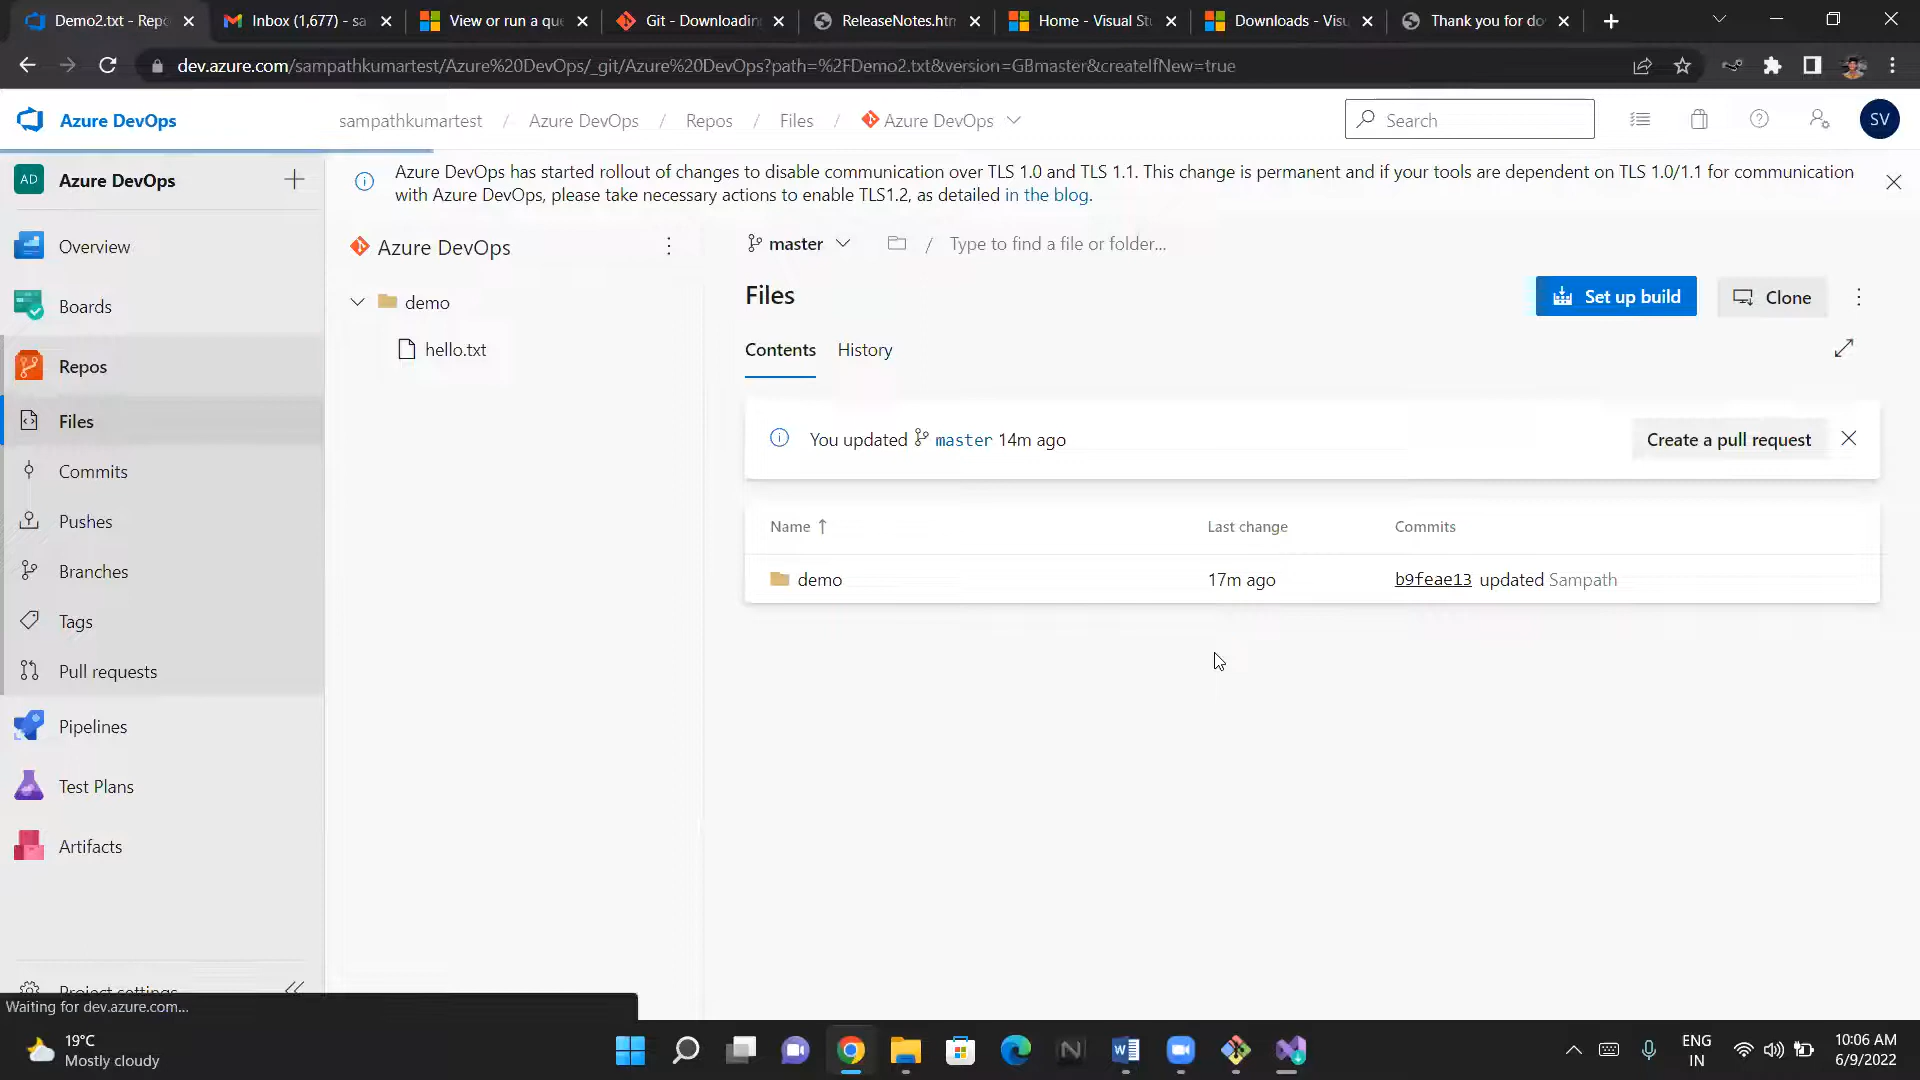 Demo2.txt - Repo
Inbox (1,677) - sa
View or run a que
Git - Downloading
ReleaseNotes.htm
Home - Visual Stu
Downloads - Visu
Thank you for do
dev.azure.com/sampathkumartest/Azure%20DevOps/_git/Azure%20DevOps?path=%2FDemo2.txt&version=GBmaster&createIfNew=true
Azure DevOps
sampathkumartest / Azure DevOps / Repos / Files / Azure DevOps
Search
SV
AD Azure DevOps
Azure DevOps has started rollout of changes to disable communication over TLS 1.0 and TLS 1.1. This change is permanent and if your tools are dependent on TLS 1.0/1.1 for communication
with Azure DevOps, please take necessary actions to enable TLS1.2, as detailed in the blog.
Overview
Boards
Repos
Files
Commits
Pushes
Branches
Tags
Pull requests
Pipelines
Test Plans
Artifacts
Project settings
Waiting for dev.azure.com...
Azure DevOps
demo
hello.txt
master / Type to find a file or folder...
Files
Set up build
Clone
Contents History
You updated master 14m ago
Create a pull request
Name ↑ Last change Commits
demo 17m ago b9feae13 updated Sampath
19°C
Mostly cloudy
ENG
IN
10:06 AM
6/9/2022